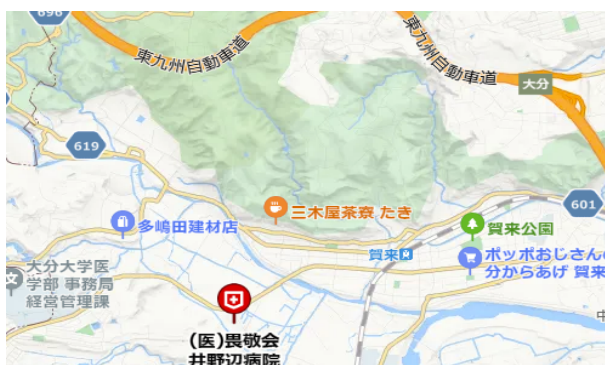 696
東九州自動車道
東九州自動車道
大分
619
601
三木屋茶寮 たき
多嶋田建材店
賀来公園
賀来
ポッポおじさんの
分からあげ 賀来
大分大学医
学部 事務局
経営管理課
中
(医)畏敬会
井野辺病院